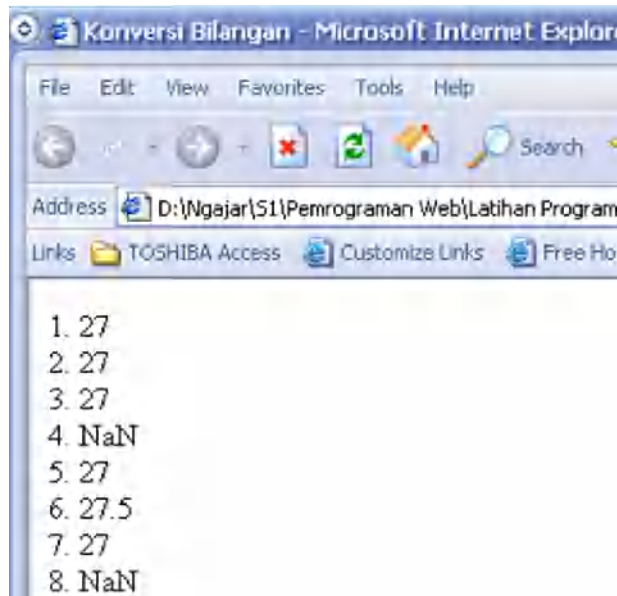 Konversi Bilangan - Microsoft Internet Explor
File Edit View Favorites Tools Help
Search
Address D:\Ngajar\S1\Pemrograman Web\Latihan Program
Links TOSHIBA Access Customize Links Free Ho
1. 27
2. 27
3. 27
4. NaN
5. 27
6. 27.5
7. 27
8. NaN